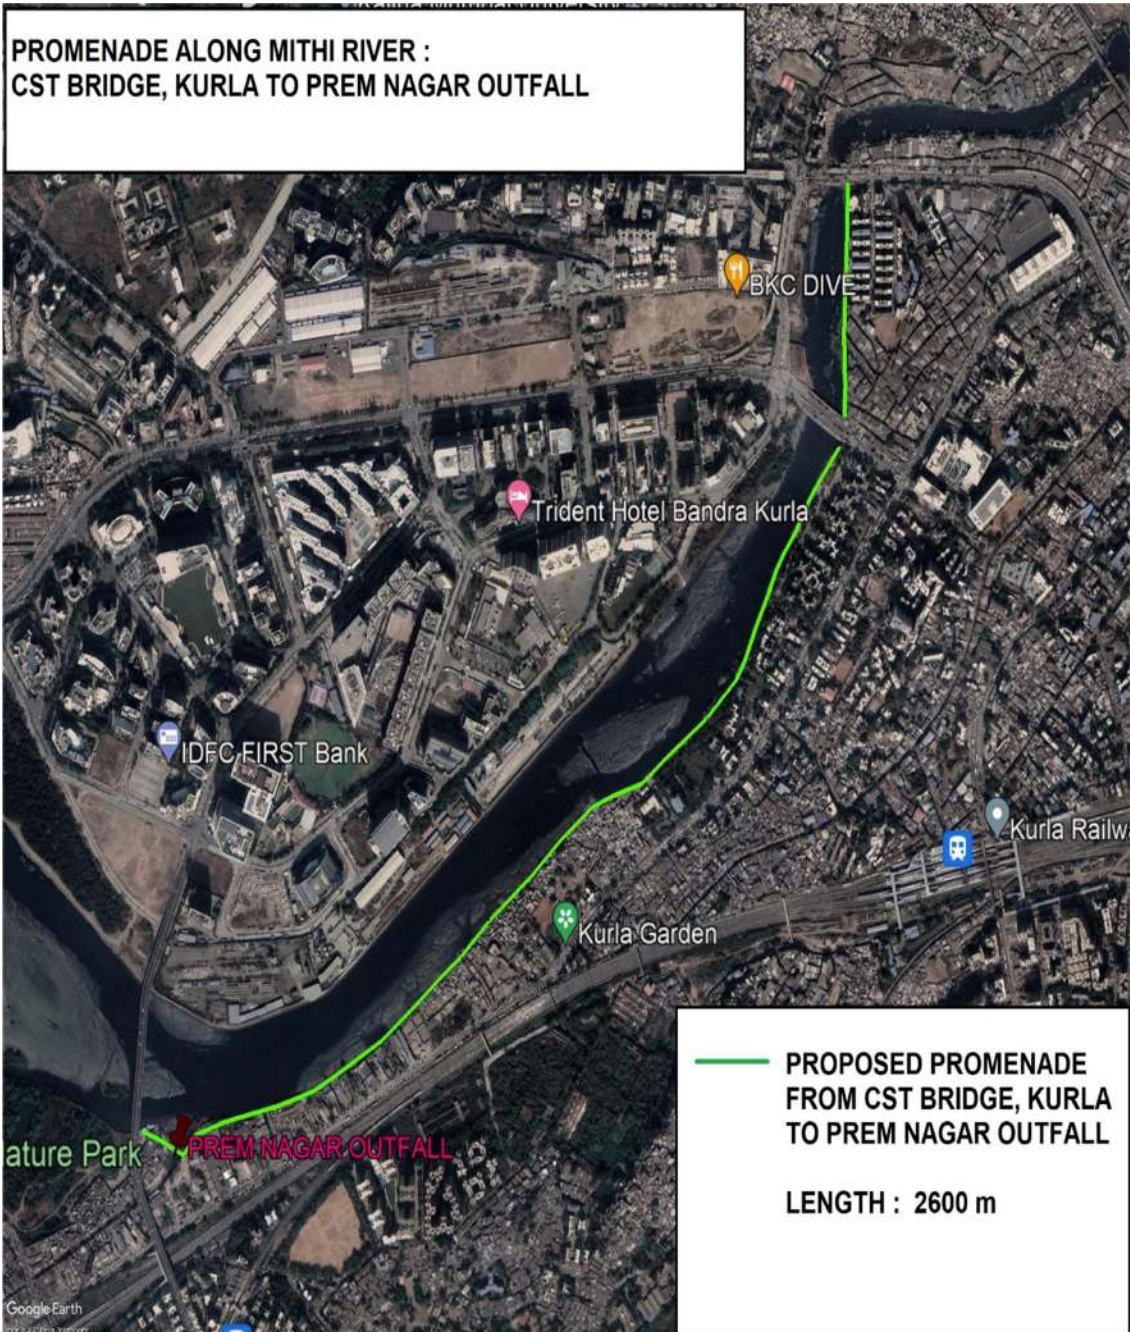 PROMENADE ALONG MITHI RIVER :
CST BRIDGE, KURLA TO PREM NAGAR OUTFALL
BKC DIVE
Trident Hotel Bandra Kurla
IDFC FIRST Bank
Kurla Railwa
Kurla Garden
PROPOSED PROMENADE
FROM CST BRIDGE, KURLA
TO PREM NAGAR OUTFALL
LENGTH : 2600 m
PREM NAGAR OUTFALL
ature Park
Google Earth